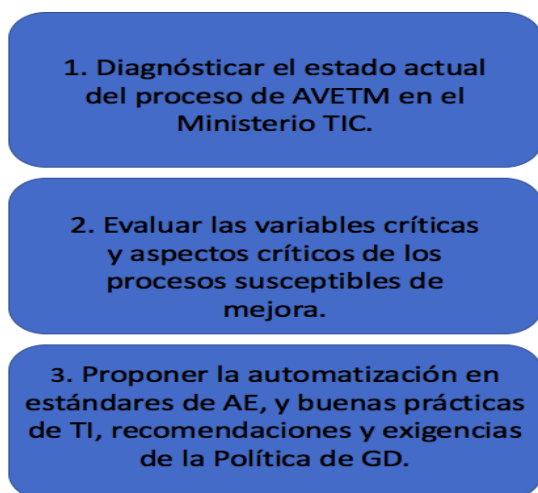 1. Diagnósticar el estado actual
del proceso de AVETM en el
Ministerio TIC.
2. Evaluar las variables críticas
y aspectos críticos de los
procesos susceptibles de
mejora.
3. Proponer la automatización en
estándares de AE, y buenas prácticas
de TI, recomendaciones y exigencias
de la Política de GD.